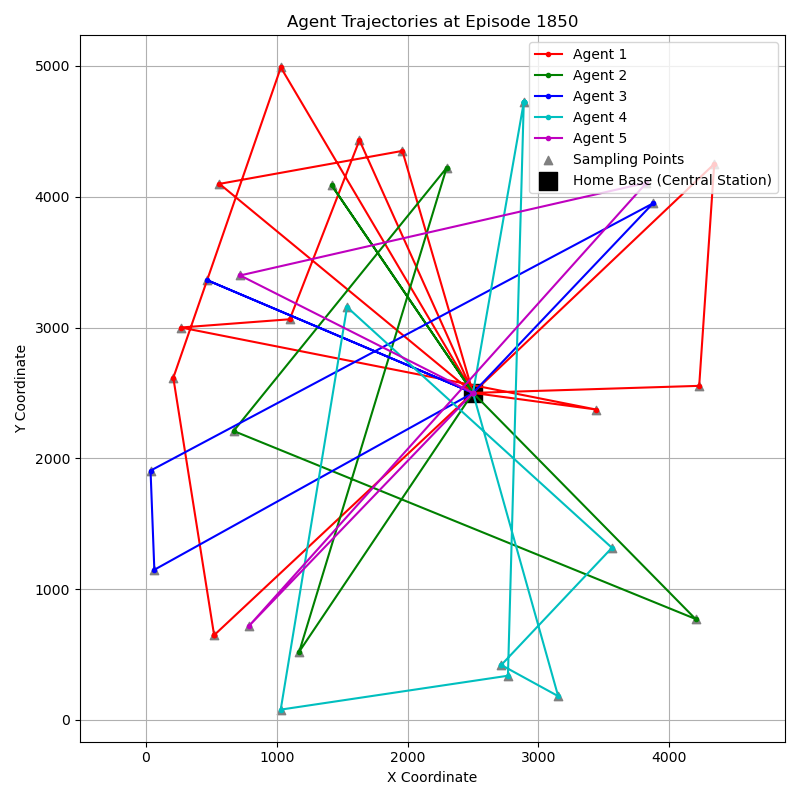 Agent Trajectories at Episode 1850
Agent 1
Agent 2
Agent 3
Agent 4
Agent 5
Sampling Points
Home Base (Central Station)
Y Coordinate
5000
4000
3000
2000
1000
0
0 1000 2000 3000 4000
X Coordinate